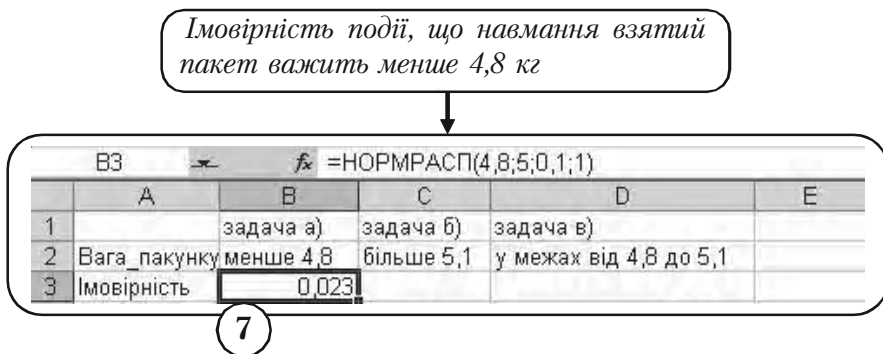 Імовірність події, що навмання взятий
пакет важить менше 4,8 кг
B3 fx =НОРМРАСП(4,8;5;0,1;1)
A B C D E
1 задача а) задача б) задача в)
2 Вага_пакунку менше 4,8 більше 5,1 у межах від 4,8 до 5,1
3 Імовірність 0,023
7